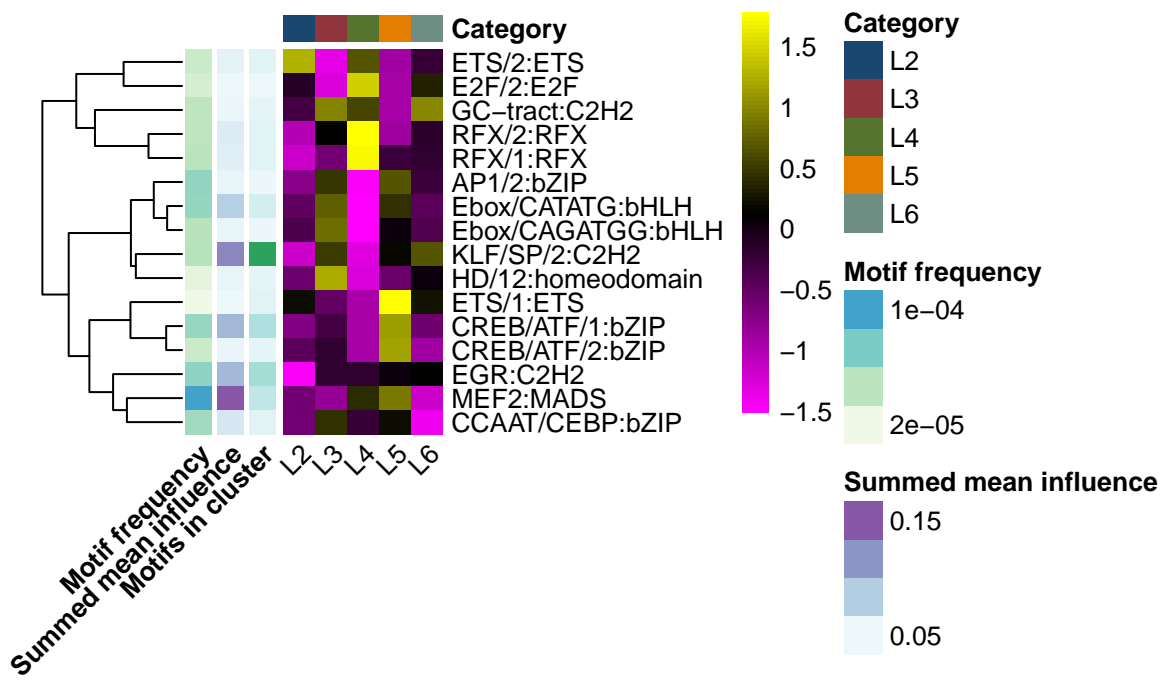 Category
ETS/2:ETS
E2F/2:E2F
GC−tract:C2H2
RFX/2:RFX
RFX/1:RFX
AP1/2:bZIP
Ebox/CATATG:bHLH
Ebox/CAGATGG:bHLH
KLF/SP/2:C2H2
HD/12:homeodomain
ETS/1:ETS
CREB/ATF/1:bZIP
CREB/ATF/2:bZIP
EGR:C2H2
MEF2:MADS
CCAAT/CEBP:bZIP
L2
L3
L4
L5
L6
Motif frequency
Summed mean influence
Motifs in cluster
1.5
1
0.5
0
−0.5
−1
−1.5
Category
L2
L3
L4
L5
L6
Motif frequency
1e−04
2e−05
Summed mean influence
0.15
0.05